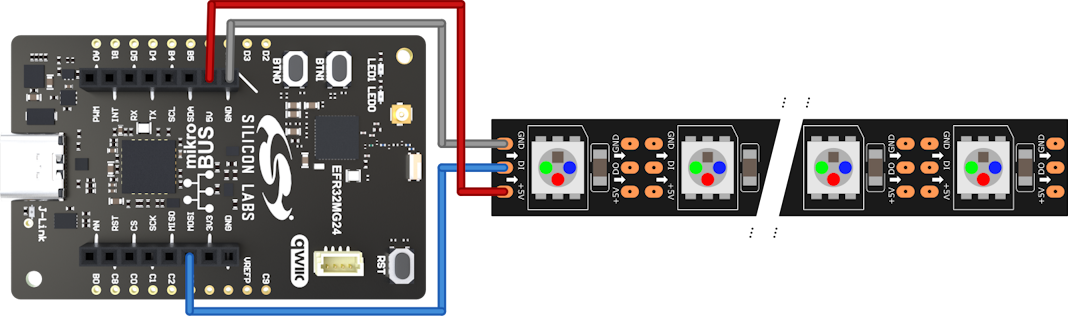 A0
B1
D5
D4
B4
B5
D3
D2
PWM
INT
RX
TX
SCL
SDA
5V
GND
BTN0
BTN1
LED1
LED0
mikro
BUS
SILICON LABS
EFR32MG24
J-Link
AN
RST
CS
SCK
MISO
MOSI
3V3
GND
B0
C8
C0
C1
C2
VREFP
C9
qwiic
RST
GND
DI
+5V
GND
DO
+5V
GND
DI
+5V
GND
DO
+5V
GND
DO
+5V